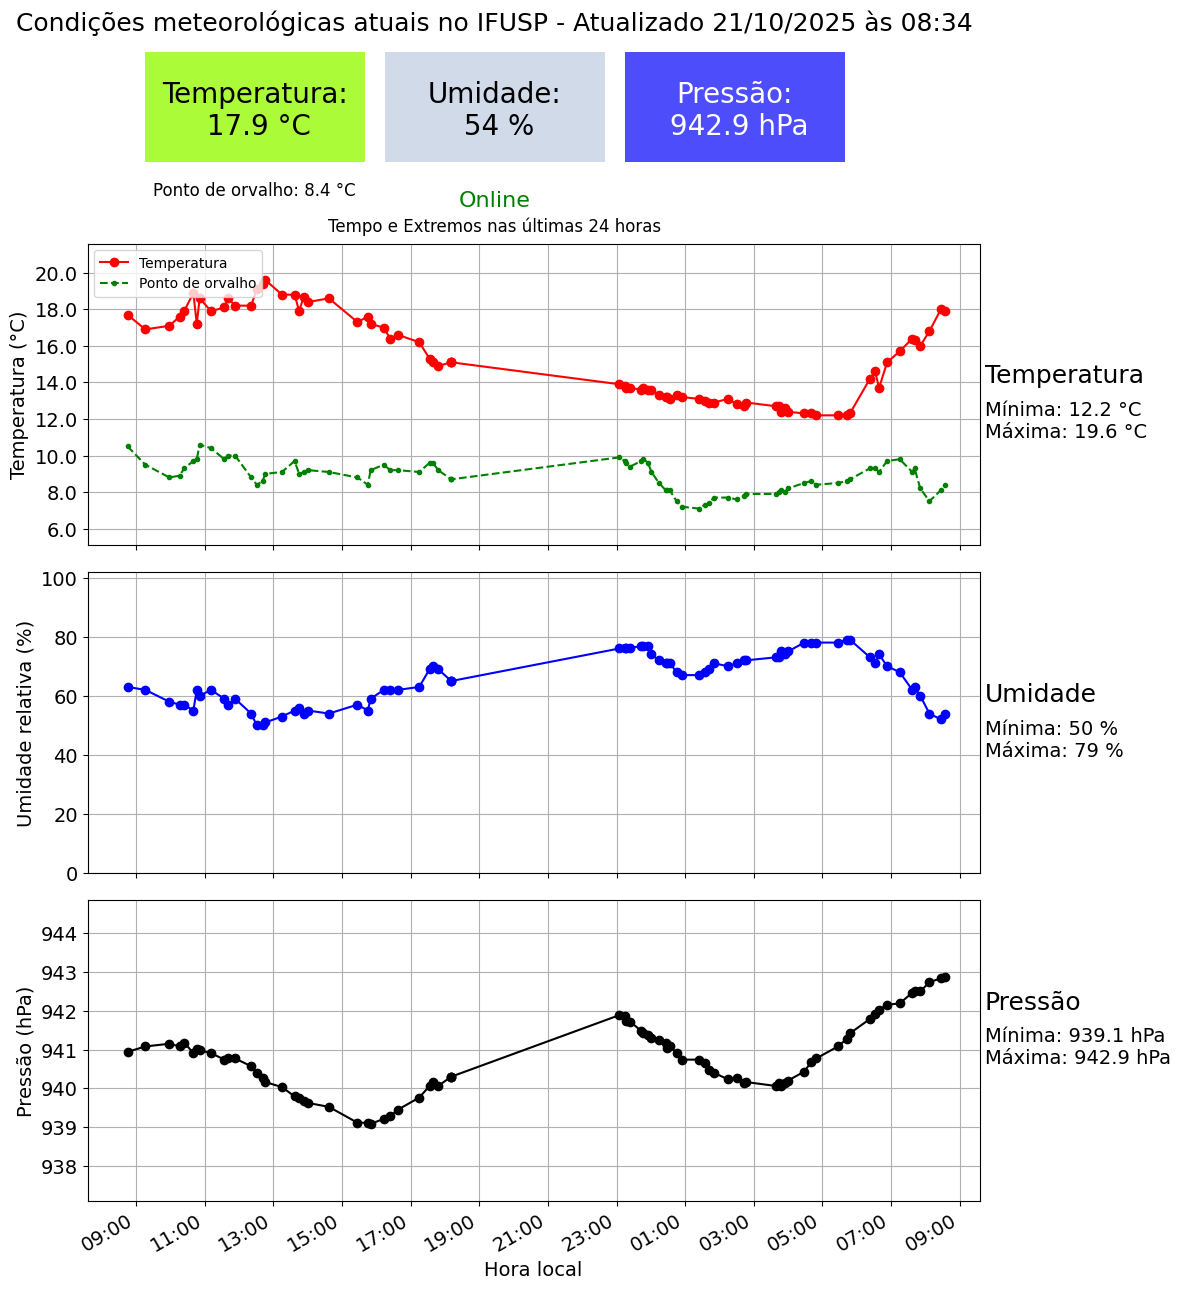 Condições meteorológicas atuais no IFUSP - Atualizado 21/10/2025 às 08:34
Temperatura:
17.9 °C
Umidade:
54 %
Pressão:
942.9 hPa
Ponto de orvalho: 8.4 °C
Online
Tempo e Extremos nas últimas 24 horas
Temperatura
Ponto de orvalho
Temperatura (°C)
20.0
18.0
16.0
14.0
12.0
10.0
8.0
6.0
Temperatura
Mínima: 12.2 °C
Máxima: 19.6 °C
Umidade relativa (%)
100
80
60
40
20
0
Umidade
Mínima: 50 %
Máxima: 79 %
Pressão (hPa)
944
943
942
941
940
939
938
Pressão
Mínima: 939.1 hPa
Máxima: 942.9 hPa
09:00 11:00 13:00 15:00 17:00 19:00 21:00 23:00 01:00 03:00 05:00 07:00 09:00
Hora local